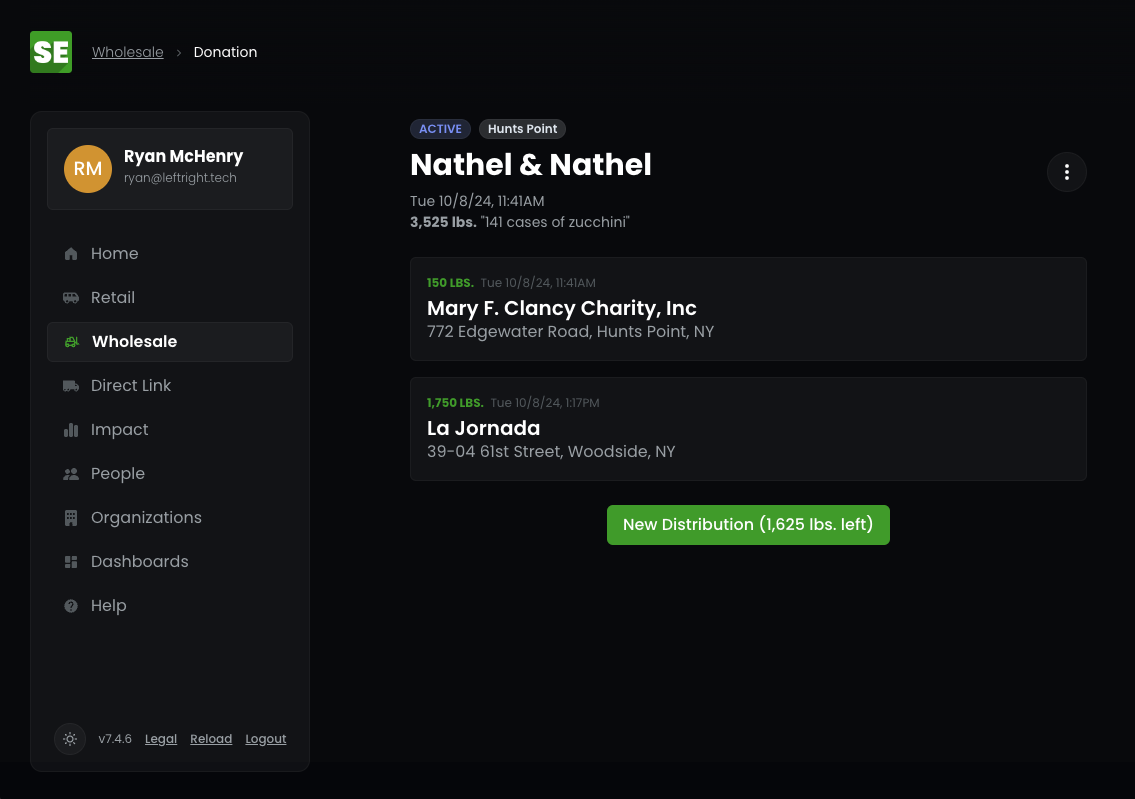 SE
Wholesale › Donation
RM
Ryan McHenry
ryan@leftright.tech
Home
Retail
Wholesale
Direct Link
Impact
People
Organizations
Dashboards
Help
v7.4.6 Legal Reload Logout
ACTIVE Hunts Point
Nathel & Nathel
Tue 10/8/24, 11:41AM
3,525 lbs. "141 cases of zucchini"
150 LBS. Tue 10/8/24, 11:41AM
Mary F. Clancy Charity, Inc
772 Edgewater Road, Hunts Point, NY
1,750 LBS. Tue 10/8/24, 1:17PM
La Jornada
39-04 61st Street, Woodside, NY
New Distribution (1,625 lbs. left)